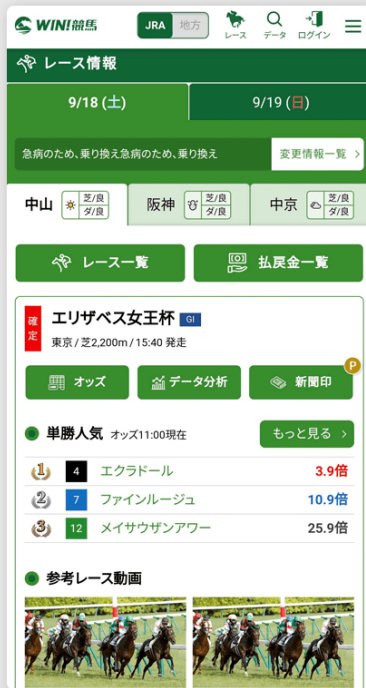 WIN!競馬
JRA 地方
レース データ ログイン
レース情報
9/18 (土) 9/19 (日)
急病のため、乗り換え急病のため、乗り換え 変更情報一覧
中山 芝/良 ダ/良 阪神 芝/良 ダ/良 中京 芝/良 ダ/良
レース一覧 払戻金一覧
確定
エリザベス女王杯 GI
東京 / 芝2,200m / 15:40 発走
P
オッズ データ分析 新聞印
単勝人気 オッズ11:00現在 もっと見る
1 4 エクラドール 3.9倍
2 7 ファインルージュ 10.9倍
3 12 メイサウザンアワー 25.9倍
参考レース動画